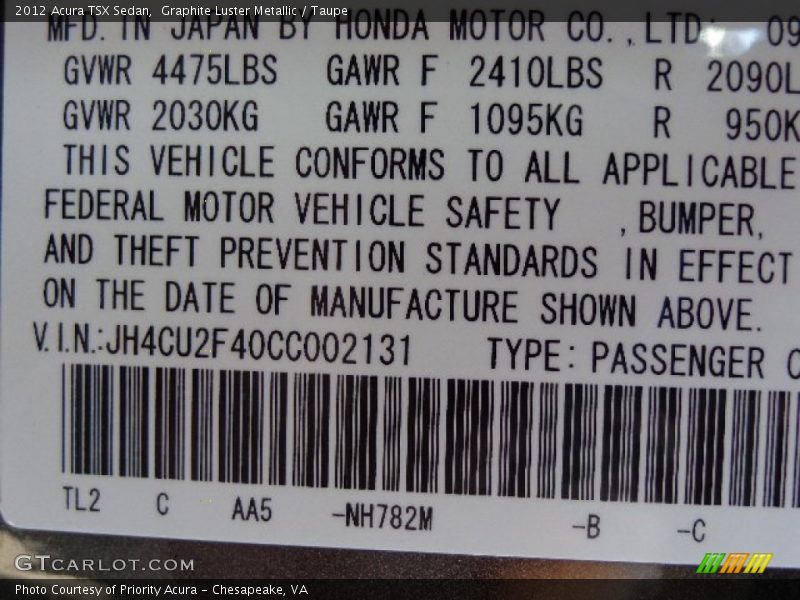 2012 Acura TSX Sedan, Graphite Luster Metallic / Taupe
MFD. IN JAPAN BY HONDA MOTOR CO.,LTD. 09
GVWR 4475LBS GAWR F 2410LBS R 2090L
GVWR 2030KG GAWR F 1095KG R 950K
THIS VEHICLE CONFORMS TO ALL APPLICABLE
FEDERAL MOTOR VEHICLE SAFETY ,BUMPER,
AND THEFT PREVENTION STANDARDS IN EFFECT
ON THE DATE OF MANUFACTURE SHOWN ABOVE.
V.I.N.:JH4CU2F40CC002131 TYPE: PASSENGER C
TL2 C AA5 -NH782M -B -C
GTCARLOT.COM
Photo Courtesy of Priority Acura - Chesapeake, VA